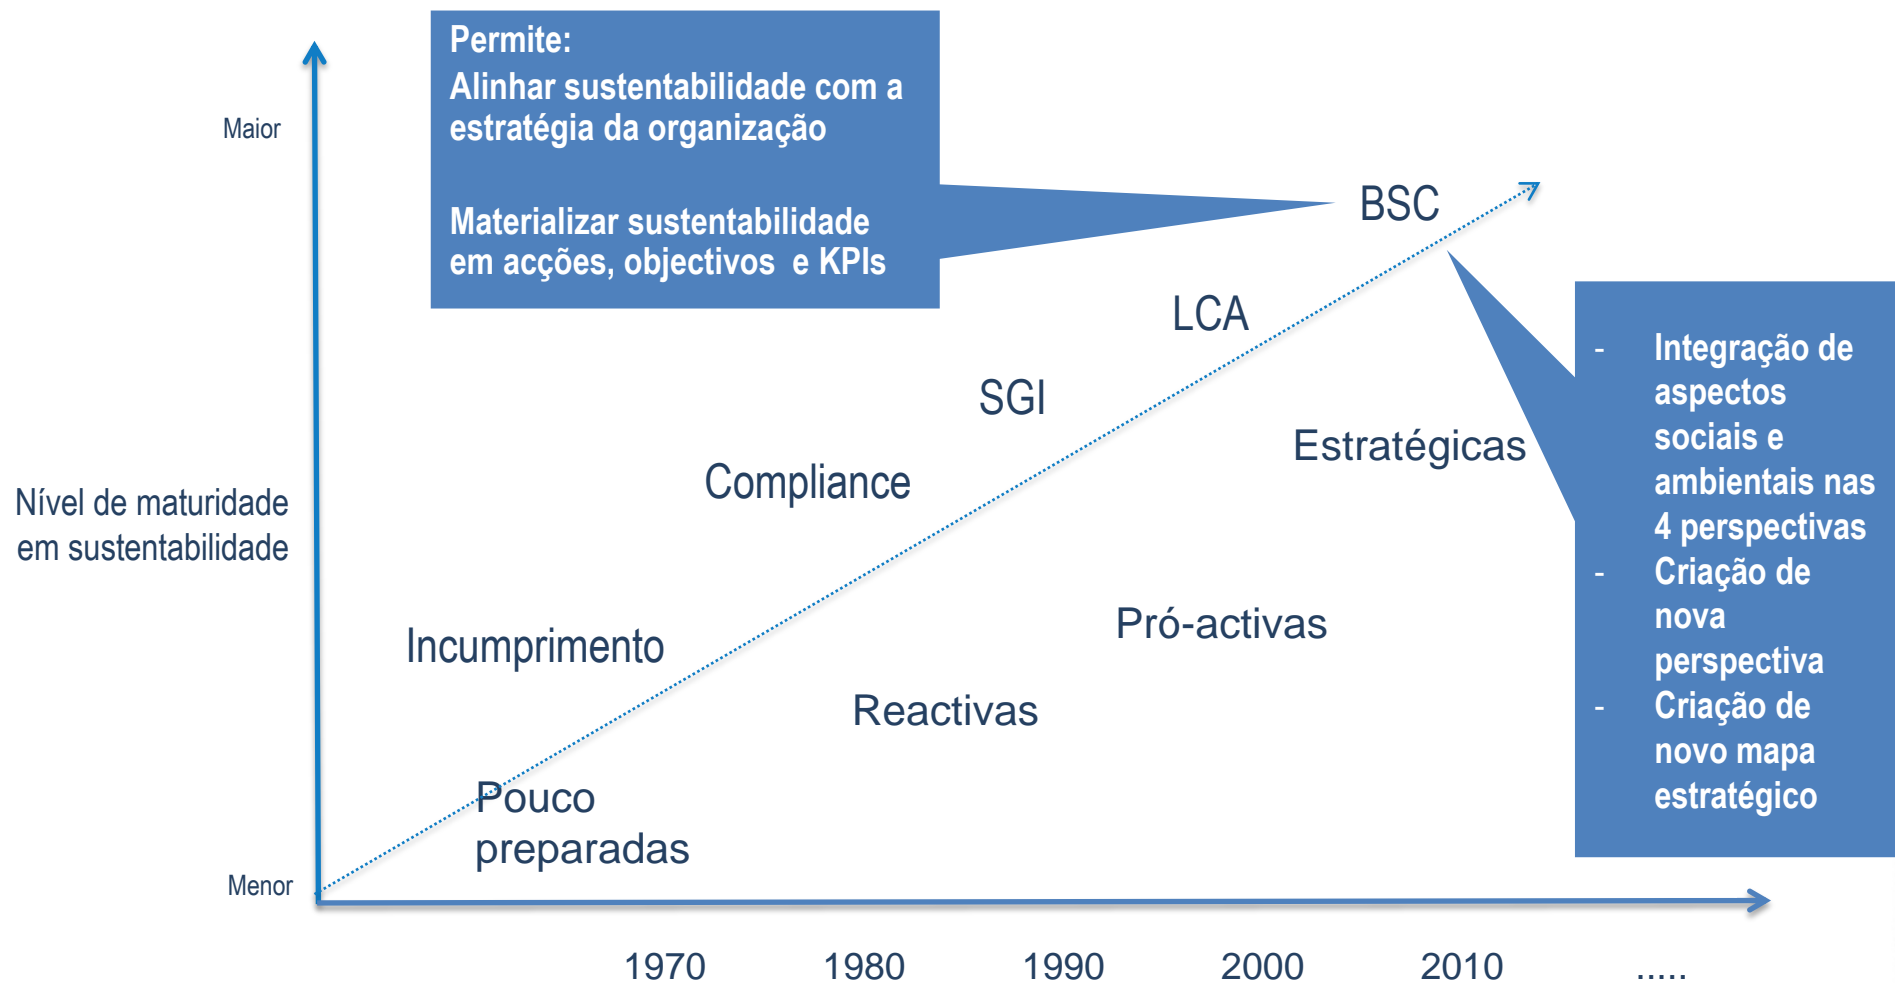 Permite:
Alinhar sustentabilidade com a
estratégia da organização
Materializar sustentabilidade
em acções, objectivos e KPIs
Maior
BSC
LCA
SGI
Compliance
Incumprimento
Nível de maturidade
em sustentabilidade
Estratégicas
Pró-activas
Reactivas
Pouco
preparadas
- Integração de
aspectos
sociais e
ambientais nas
4 perspectivas
- Criação de
nova
perspectiva
- Criação de
novo mapa
estratégico
Menor
1970 1980 1990 2000 2010 .....